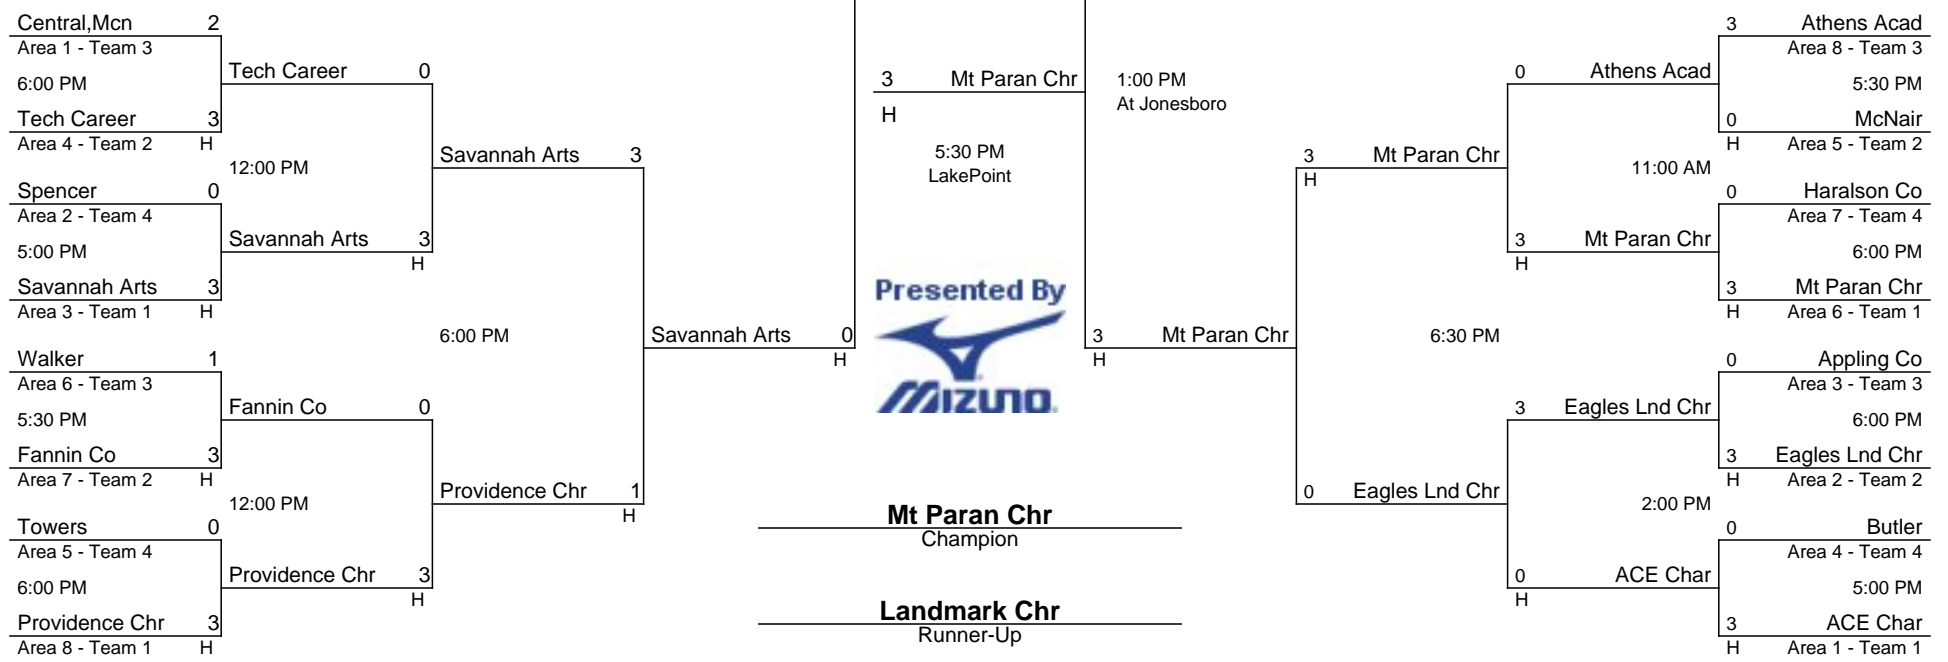 Central,Mcn 2
Area 1 - Team 3
6:00 PM
Tech Career 3
Area 4 - Team 2 H
Spencer 0
Area 2 - Team 4
5:00 PM
Savannah Arts 3
Area 3 - Team 1 H
Walker 1
Area 6 - Team 3
5:30 PM
Fannin Co 3
Area 7 - Team 2 H
Towers 0
Area 5 - Team 4
6:00 PM
Providence Chr 3
Area 8 - Team 1 H
Tech Career 0
12:00 PM
Savannah Arts 3
H
Fannin Co 0
12:00 PM
Providence Chr 3
H
Savannah Arts 3
6:00 PM
Providence Chr 1
H
Savannah Arts 0
H
3 Mt Paran Chr
H
5:30 PM
LakePoint
Presented By
MIZUNO
Mt Paran Chr
Champion
Landmark Chr
Runner-Up
1:00 PM
At Jonesboro
3 Mt Paran Chr
H
3 Mt Paran Chr
H
6:30 PM
0 Eagles Lnd Chr
0 Athens Acad
11:00 AM
3 Mt Paran Chr
H
3 Eagles Lnd Chr
2:00 PM
0 ACE Char
H
3 Athens Acad
Area 8 - Team 3
5:30 PM
0 McNair
H Area 5 - Team 2
0 Haralson Co
Area 7 - Team 4
6:00 PM
3 Mt Paran Chr
H Area 6 - Team 1
0 Appling Co
Area 3 - Team 3
6:00 PM
3 Eagles Lnd Chr
H Area 2 - Team 2
0 Butler
Area 4 - Team 4
5:00 PM
3 ACE Char
H Area 1 - Team 1